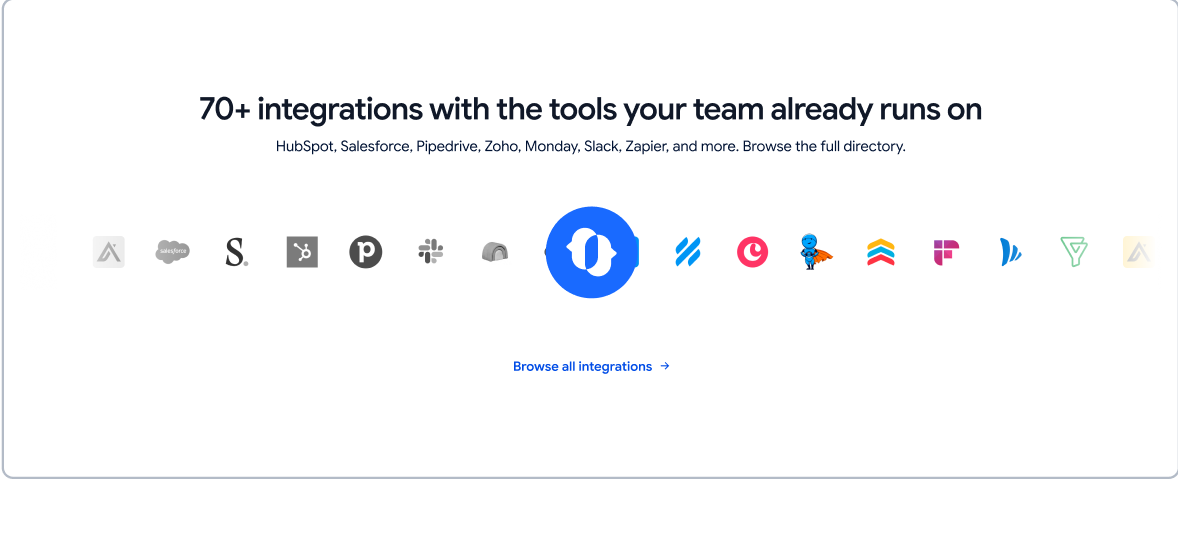 70+ integrations with the tools your team already runs on
HubSpot, Salesforce, Pipedrive, Zoho, Monday, Slack, Zapier, and more. Browse the full directory.
salesforce
S.
Browse all integrations →